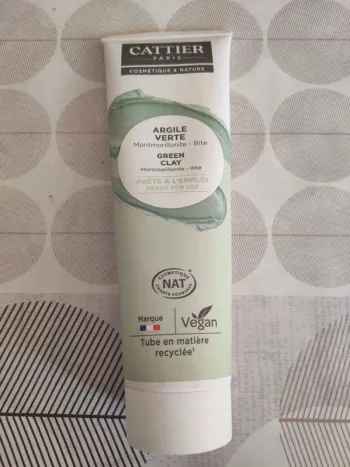 CATTIER
PARIS
COSMÉTIQUE & NATURE
ARGILE
VERTE
Montmorillonite - Illite
GREEN
CLAY
Montmorillonite - Illite
PRÊTE À L'EMPLOI
READY FOR USE
COSMÉTIQUE
NAT
Marque
Végan
Tube en matière
recyclée¹